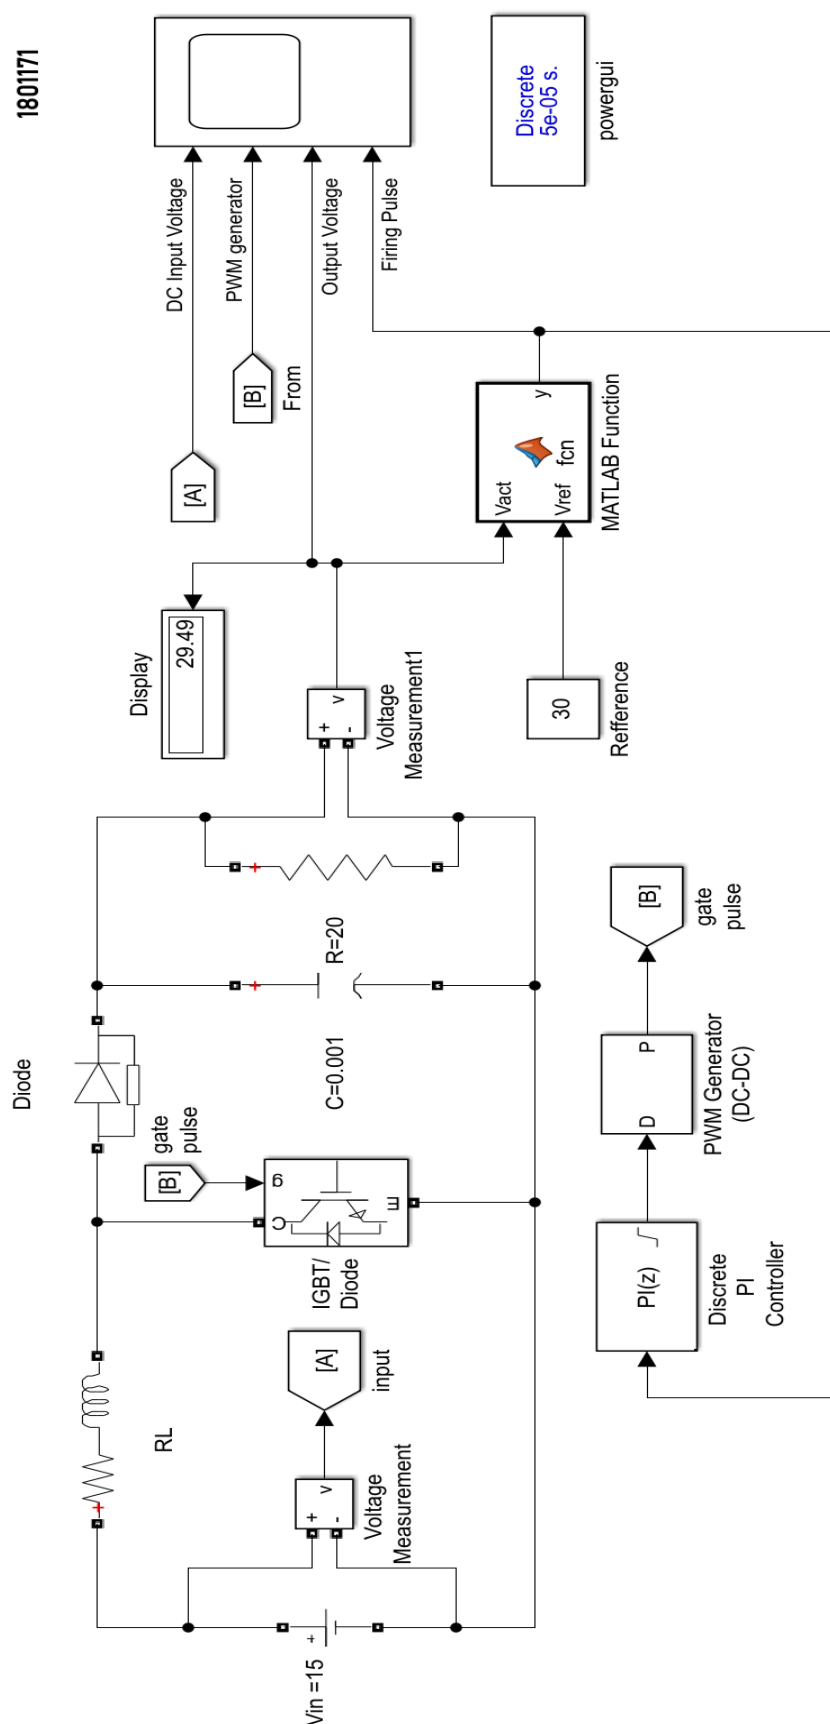 1801171
DC Input Voltage
PWM generator
Output Voltage
Firing Pulse
Discrete
5e-05 s.
powergui
[A]
[B]
From
Display
29.49
Vact
Vref
fcn
y
MATLAB Function
30
Refference
+
-
v
Voltage
Measurement1
Diode
R=20
C=0.001
[B]
gate
pulse
g
C
E
IGBT/
Diode
RL
[A]
input
+
-
v
Voltage
Measurement
Vin =15
PI(z)
Discrete
PI
Controller
D
P
PWM Generator
(DC-DC)
[B]
gate
pulse